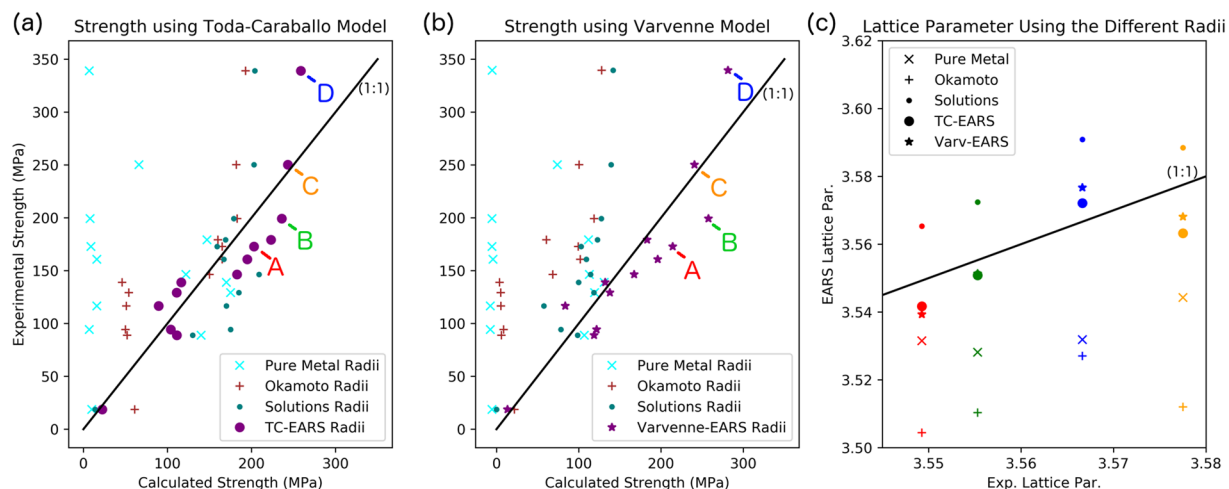 (a)
Strength using Toda-Caraballo Model
350
300
250
200
150
100
50
0
Experimental Strength (MPa)
D
(1:1)
C
B
A
Pure Metal Radii
Okamoto Radii
Solutions Radii
TC-EARS Radii
0
100
200
300
Calculated Strength (MPa)
(b)
Strength using Varvenne Model
350
300
250
200
150
100
50
0
D
(1:1)
C
B
A
Pure Metal Radii
Okamoto Radii
Solutions Radii
Varvenne-EARS Radii
0
100
200
300
Calculated Strength (MPa)
(c)
Lattice Parameter Using the Different Radii
3.62
3.60
3.58
3.56
3.54
3.52
3.50
EARS Lattice Par.
Pure Metal
Okamoto
Solutions
TC-EARS
Varv-EARS
(1:1)
3.55
3.56
3.57
3.58
Exp. Lattice Par.